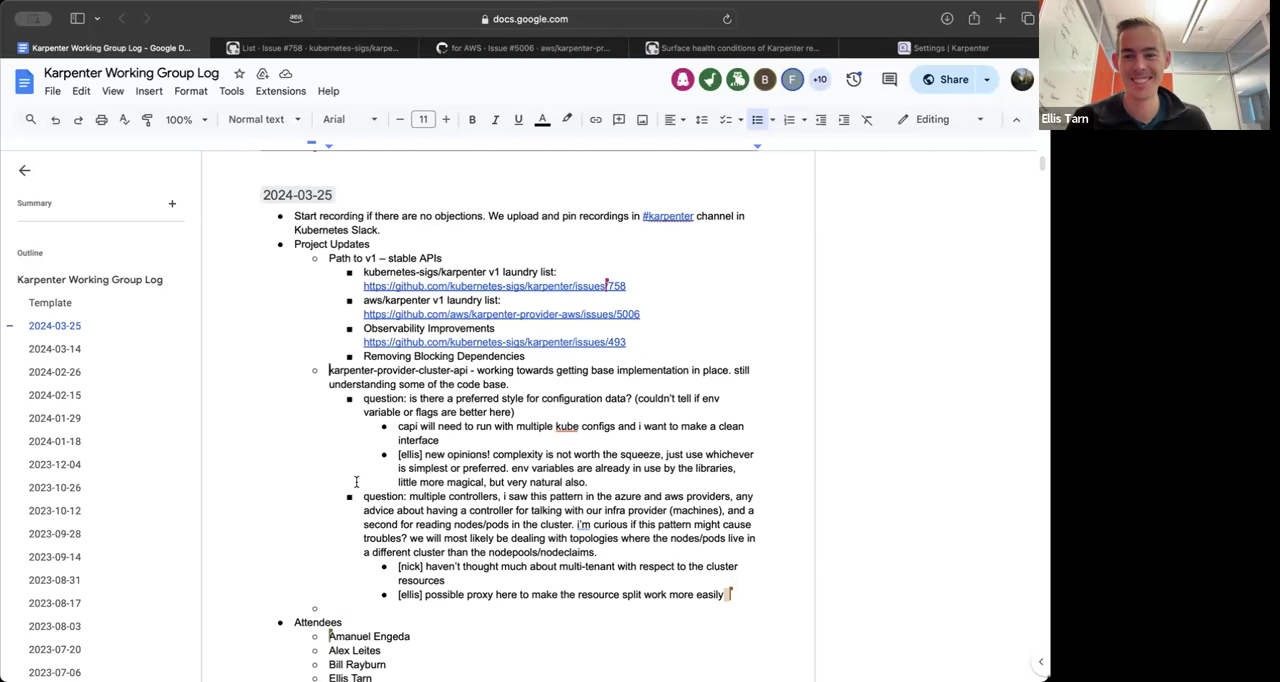 aea
docs.google.com
Karpenter Working Group Log - Google D...
List · Issue #758 · kubernetes-sigs/karpe...
for AWS · Issue #5006 · aws/karpenter-pr...
Surface health conditions of Karpenter re...
Settings | Karpenter
Karpenter Working Group Log
File Edit View Insert Format Tools Extensions Help
B F +10
Share
100% Normal text Arial 11 B I U A Editing
Summary
Outline
Karpenter Working Group Log
Template
2024-03-25
2024-03-14
2024-02-26
2024-02-15
2024-01-29
2024-01-18
2023-12-04
2023-10-26
2023-10-12
2023-09-28
2023-09-14
2023-08-31
2023-08-17
2023-08-03
2023-07-20
2023-07-06
2024-03-25
Start recording if there are no objections. We upload and pin recordings in #karpenter channel in
Kubernetes Slack.
Project Updates
Path to v1 – stable APIs
kubernetes-sigs/karpenter v1 laundry list:
https://github.com/kubernetes-sigs/karpenter/issues/758
aws/karpenter v1 laundry list:
https://github.com/aws/karpenter-provider-aws/issues/5006
Observability Improvements
https://github.com/kubernetes-sigs/karpenter/issues/493
Removing Blocking Dependencies
karpenter-provider-cluster-api - working towards getting base implementation in place. still
understanding some of the code base.
question: is there a preferred style for configuration data? (couldn't tell if env
variable or flags are better here)
capi will need to run with multiple kube configs and i want to make a clean
interface
[ellis] new opinions! complexity is not worth the squeeze, just use whichever
is simplest or preferred. env variables are already in use by the libraries,
little more magical, but very natural also.
question: multiple controllers, i saw this pattern in the azure and aws providers, any
advice about having a controller for talking with our infra provider (machines), and a
second for reading nodes/pods in the cluster. i'm curious if this pattern might cause
troubles? we will most likely be dealing with topologies where the nodes/pods live in
a different cluster than the nodepools/nodeclaims.
[nick] haven't thought much about multi-tenant with respect to the cluster
resources
[ellis] possible proxy here to make the resource split work more easily
Attendees
Amanuel Engeda
Alex Leites
Bill Rayburn
Ellis Tarn
Ellis Tarn